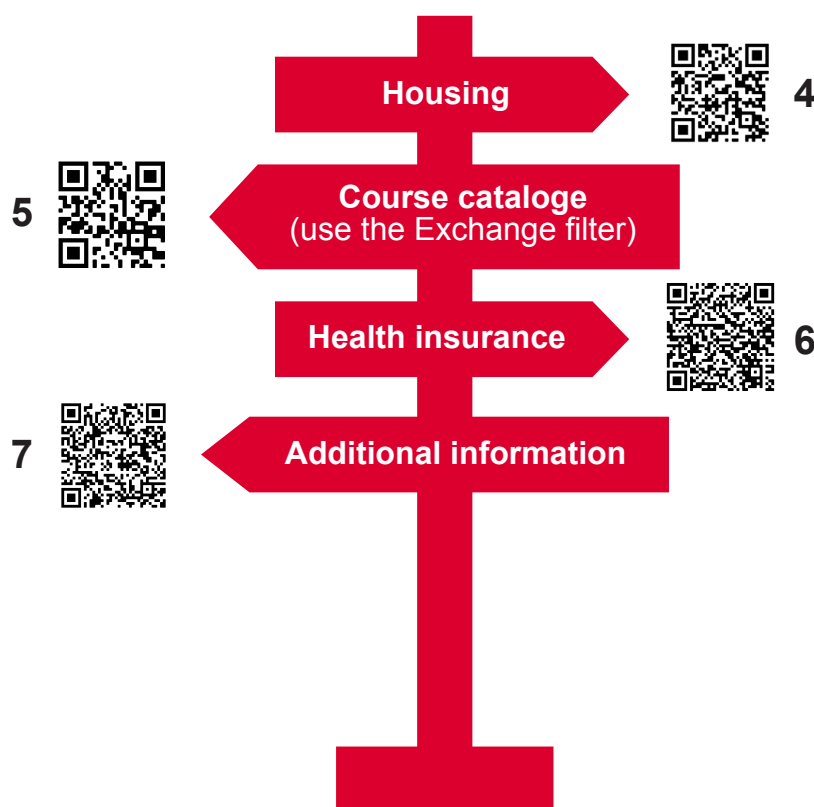 Housing
4
5
Course cataloge
(use the Exchange filter)
Health insurance
6
7
Additional information